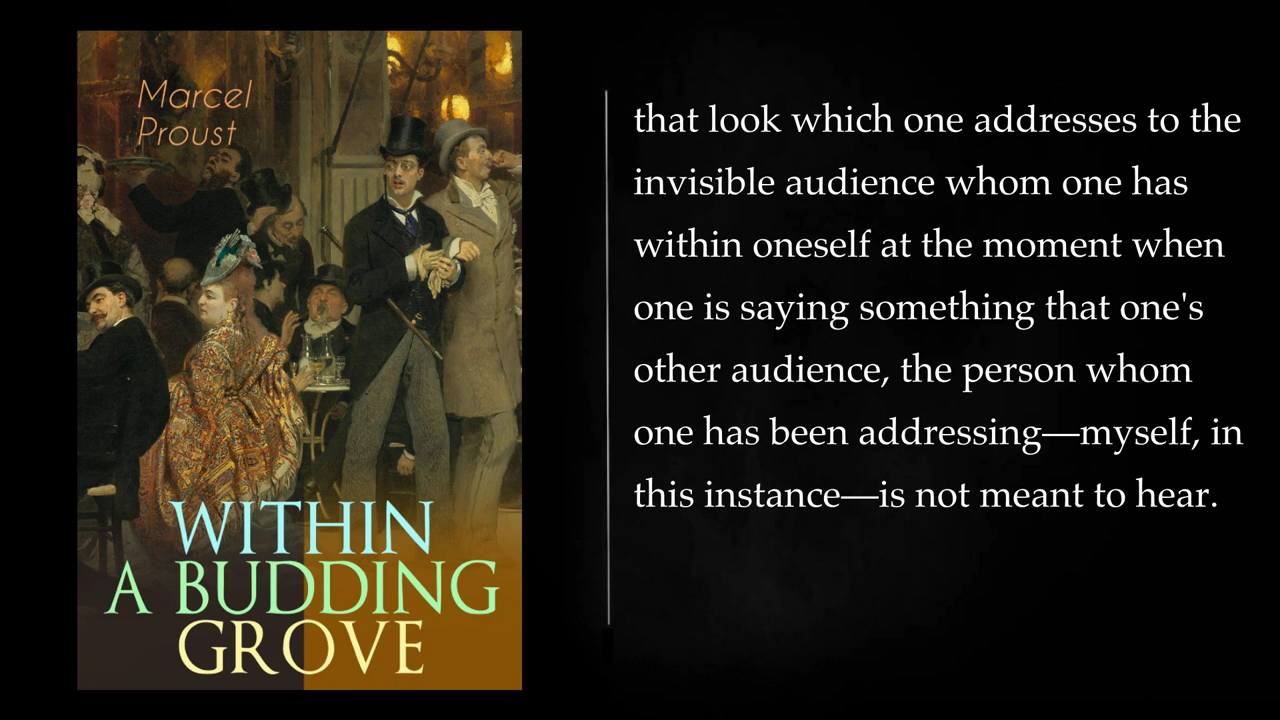 Marcel
Proust
WITHIN
A BUDDING
GROVE
that look which one addresses to the
invisible audience whom one has
within oneself at the moment when
one is saying something that one's
other audience, the person whom
one has been addressing—myself, in
this instance—is not meant to hear.